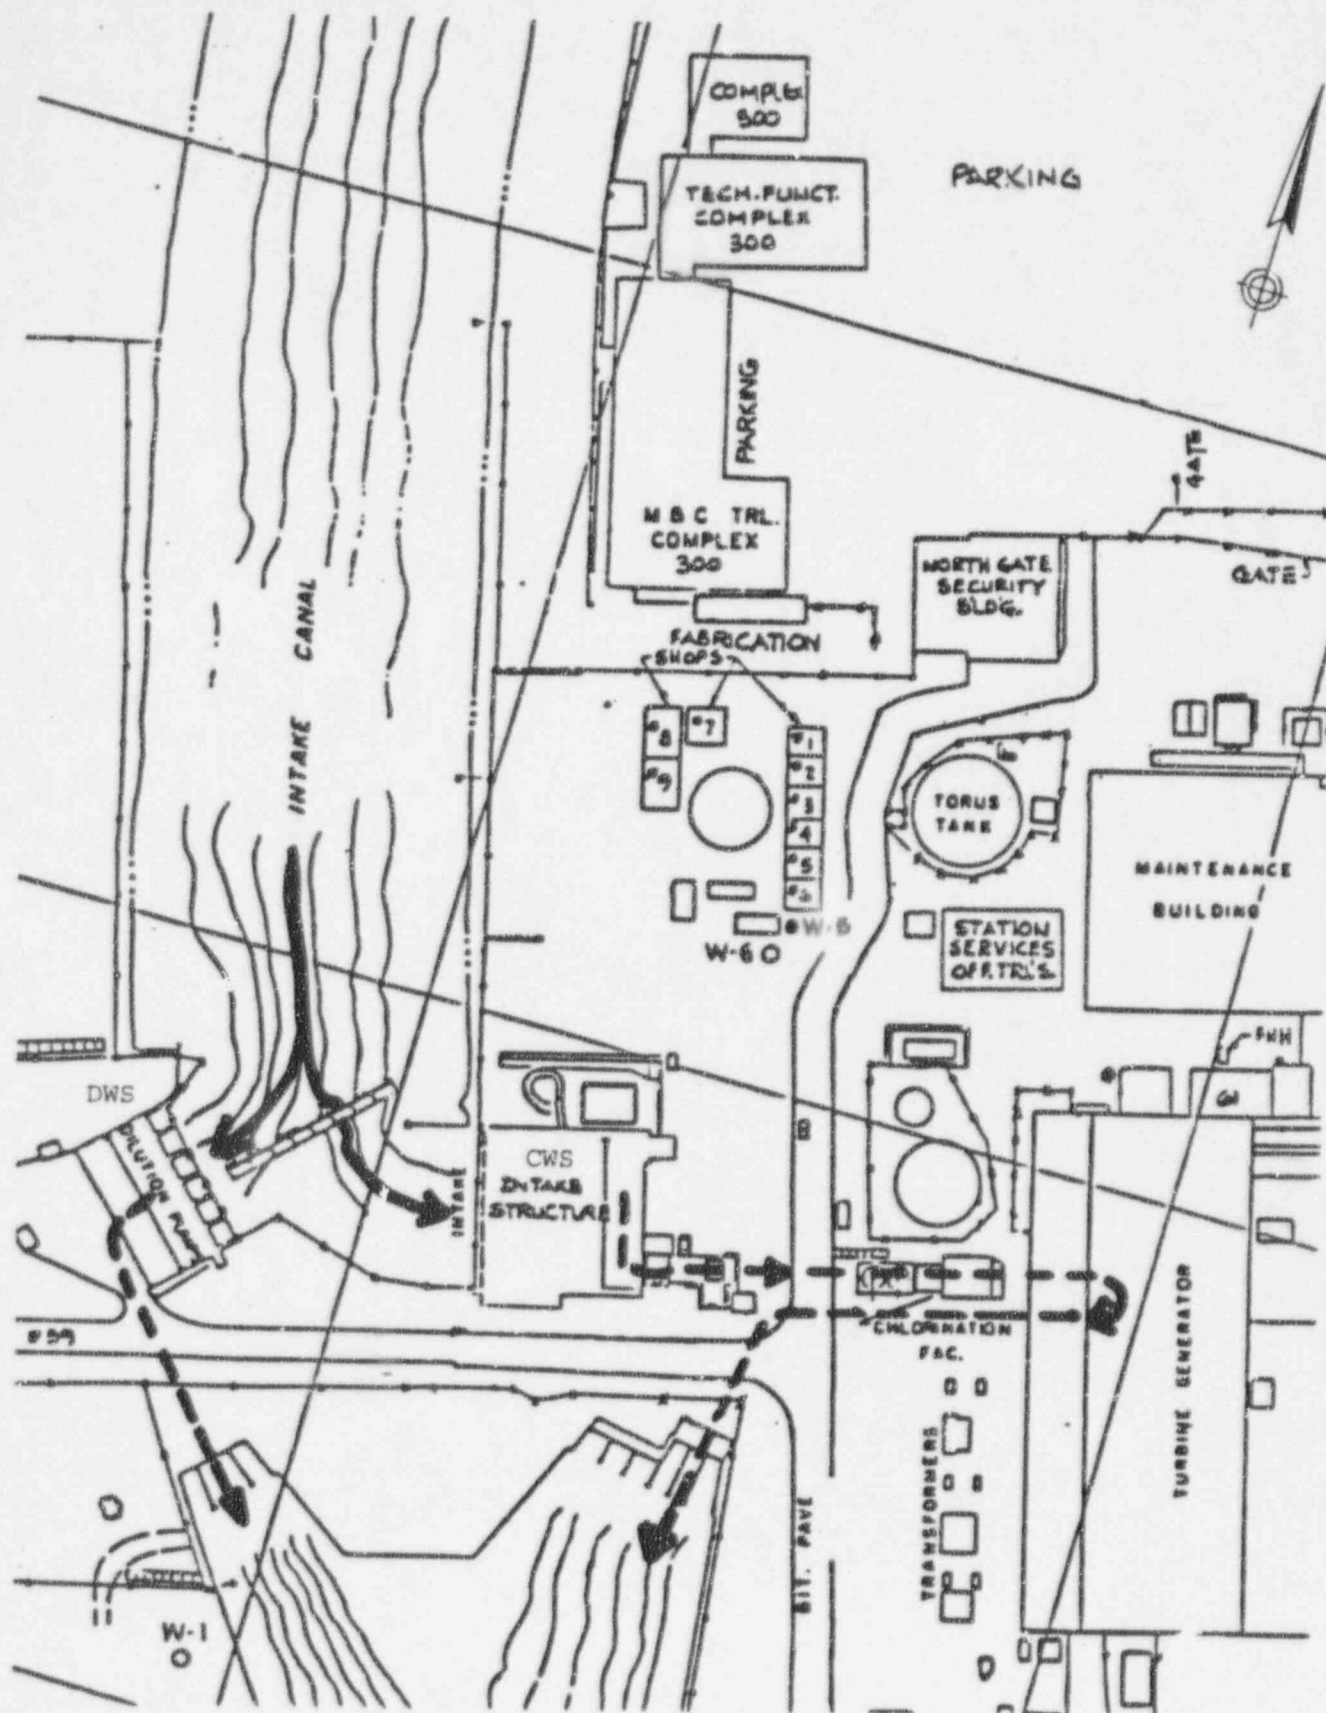 COMPLEX
300
TECH. FUNCT.
COMPLEX
300
PARKING
PARKING
GATE
M B C TRL.
COMPLEX
300
NORTH GATE
SECURITY
BLDG.
GATE
FABRICATION
SHOPS
INTAKE CANAL
#8
#7
#9
#1
#2
#3
#4
#5
#6
TORUS
TANK
MAINTENANCE
BUILDING
W-5
W-6
STATION
SERVICES
OFF. TRL'S.
DWS
DILUTION PUMPS
INTAKE
CWS
INTAKE
STRUCTURE
CHLORINATION
FAC.
TURBINE GENERATOR
TRANSFORMERS
BIT. PAVE
W-1